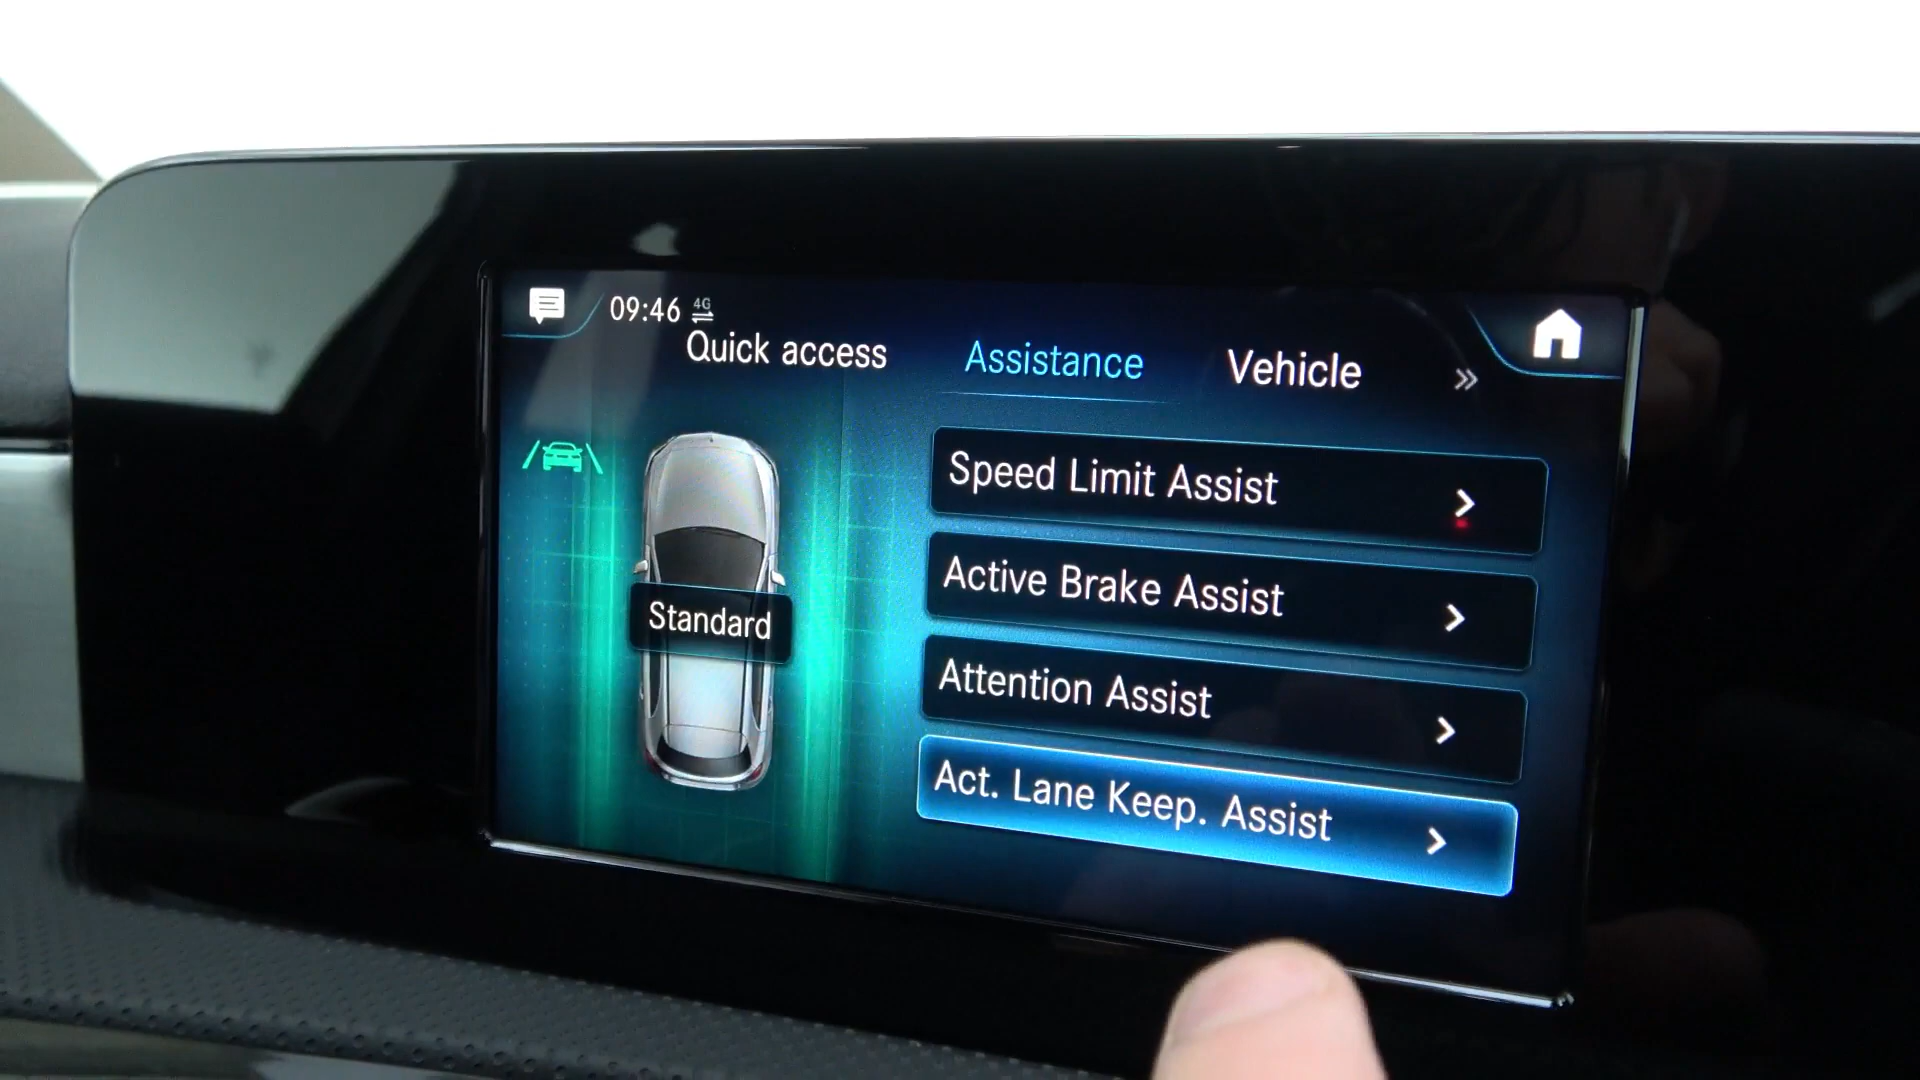 09:46 4G
Quick access Assistance Vehicle
Speed Limit Assist
Active Brake Assist
Standard
Attention Assist
Act. Lane Keep. Assist